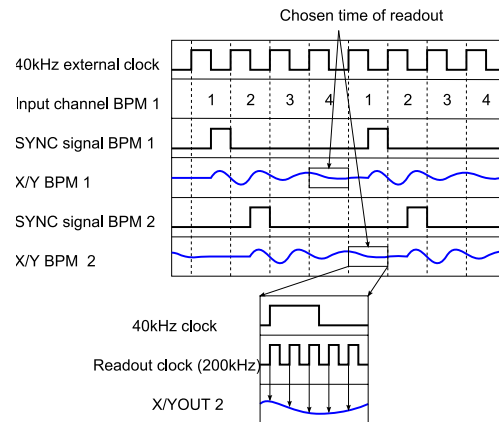 Chosen time of readout
40kHz external clock
Input channel BPM 1 1 2 3 4 1 2 3 4
SYNC signal BPM 1
X/Y BPM 1
SYNC signal BPM 2
X/Y BPM 2
40kHz clock
Readout clock (200kHz)
X/YOUT 2